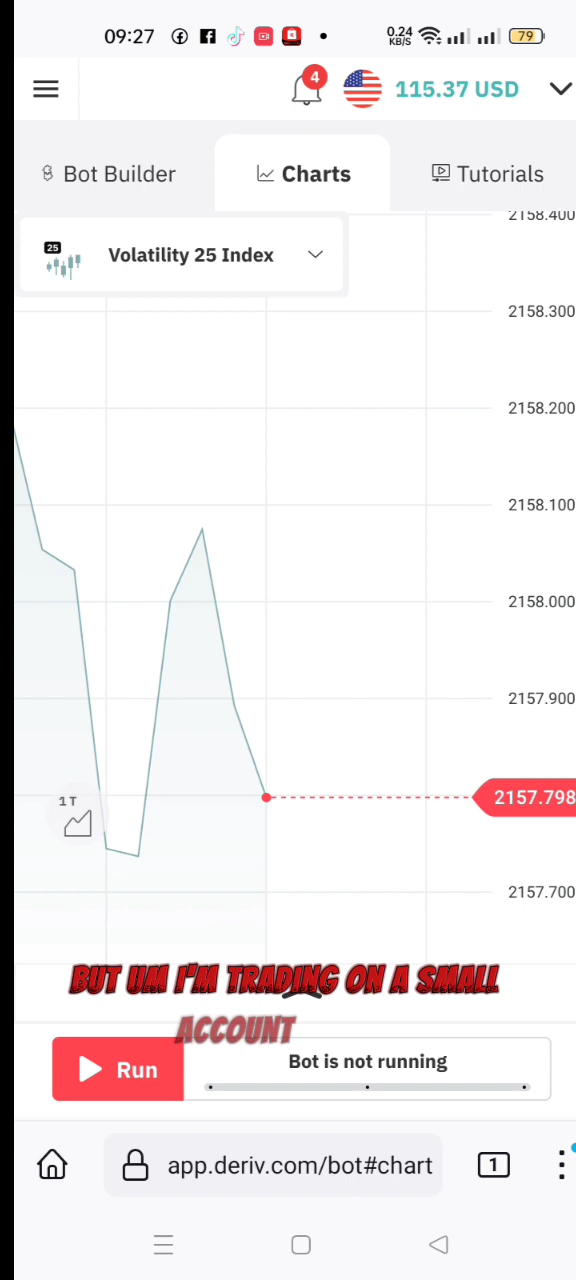 09:27
0.24
KB/S
79
4
115.37 USD
Bot Builder
Charts
Tutorials
2158.400
25
Volatility 25 Index
2158.300
2158.200
2158.100
2158.000
2157.900
1T
2157.798
2157.700
BUT UM I'M TRADING ON A SMALL
ACCOUNT
Run
Bot is not running
app.deriv.com/bot#chart
1